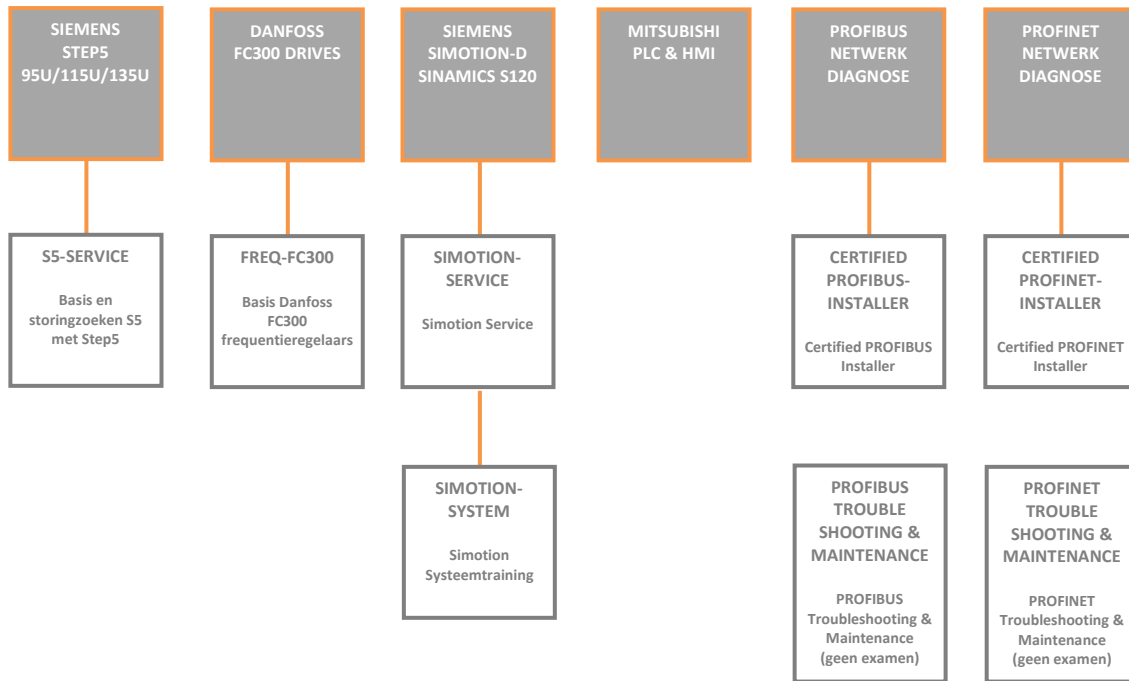 SIEMENS
STEP5
95U/115U/135U
DANFOSS
FC300 DRIVES
SIEMENS
SIMOTION-D
SINAMICS S120
MITSUBISHI
PLC & HMI
PROFIBUS
NETWERK
DIAGNOSE
PROFINET
NETWERK
DIAGNOSE
S5-SERVICE
Basis en
storingzoeken S5
met Step5
FREQ-FC300
Basis Danfoss
FC300
frequentieregelaars
SIMOTION-
SERVICE
Simotion Service
CERTIFIED
PROFIBUS-
INSTALLER
Certified PROFIBUS
Installer
CERTIFIED
PROFINET-
INSTALLER
Certified PROFINET
Installer
SIMOTION-
SYSTEM
Simotion
Systeemtraining
PROFIBUS
TROUBLE
SHOOTING &
MAINTENANCE
PROFIBUS
Troubleshooting &
Maintenance
(geen examen)
PROFINET
TROUBLE
SHOOTING &
MAINTENANCE
PROFINET
Troubleshooting &
Maintenance
(geen examen)